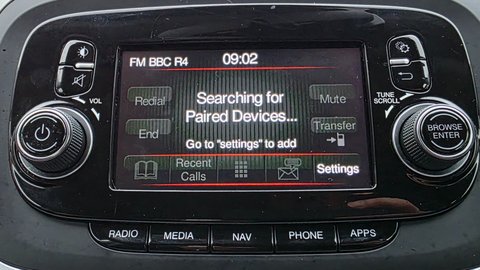 FM BBC R4
09:02
Searching for
Paired Devices...
Go to "settings" to add
Redial
End
Mute
Transfer
Recent
Calls
Settings
VOL
TUNE
SCROLL
BROWSE
ENTER
RADIO
MEDIA
NAV
PHONE
APPS